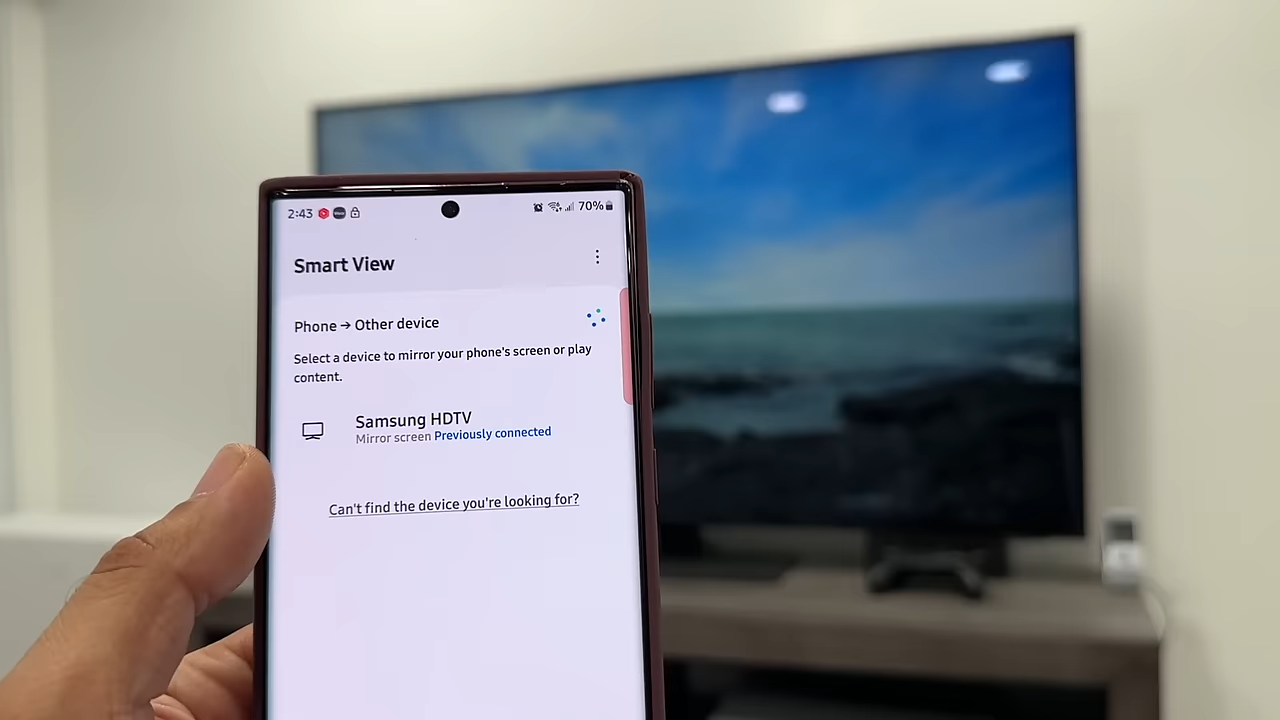 2:43 70%
Smart View
Phone → Other device
Select a device to mirror your phone's screen or play
content.
Samsung HDTV
Mirror screen Previously connected
Can't find the device you're looking for?